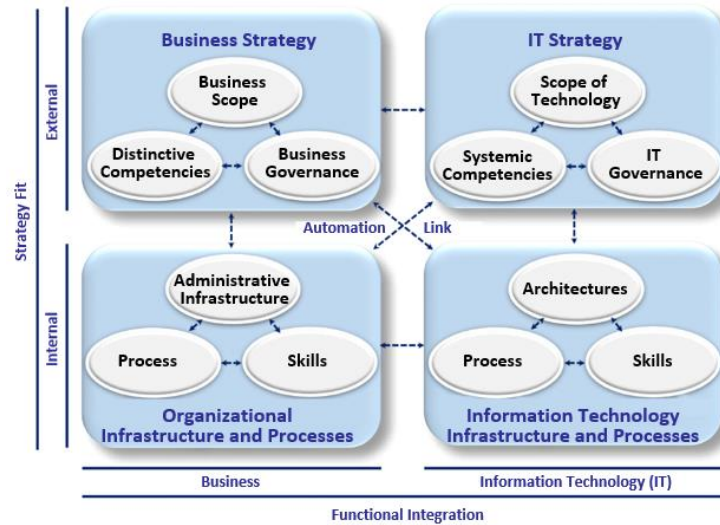 Business Strategy
IT Strategy
Business
Scope
Scope of
Technology
Distinctive
Competencies
Business
Governance
Systemic
Competencies
IT
Governance
External
Strategy Fit
Automation
Link
Internal
Administrative
Infrastructure
Architectures
Process
Skills
Process
Skills
Organizational
Infrastructure and Processes
Information Technology
Infrastructure and Processes
Business
Information Technology (IT)
Functional Integration